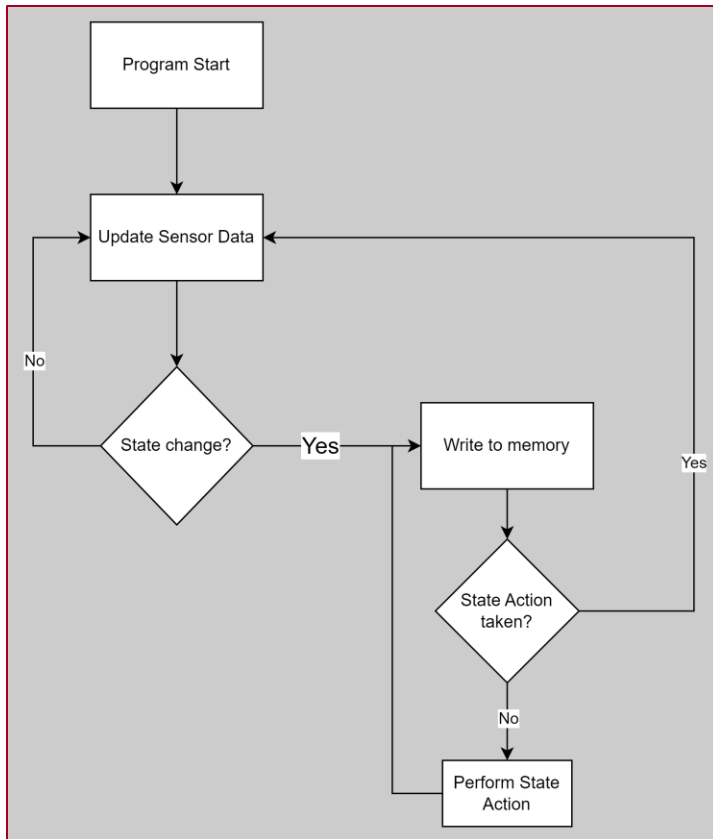 Program Start
Update Sensor Data
No
State change?
Yes
Write to memory
Yes
State Action
taken?
No
Perform State
Action